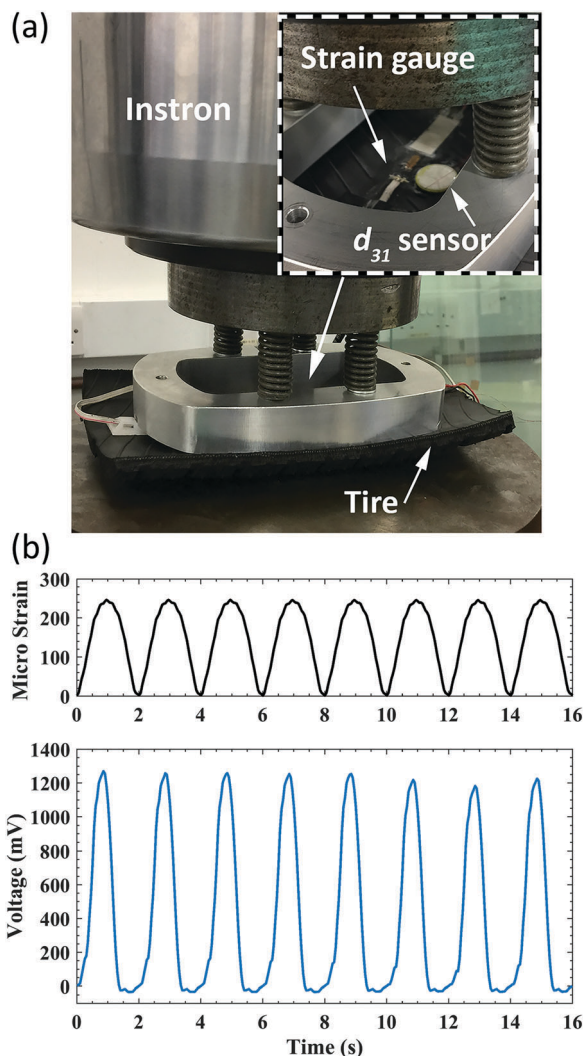 (a)
Instron
Strain gauge
d31 sensor
Tire
(b)
300
200
100
0
Micro Strain
0 2 4 6 8 10 12 14 16
1400
1200
1000
800
600
400
200
0
Voltage (mV)
0 2 4 6 8 10 12 14 16
Time (s)